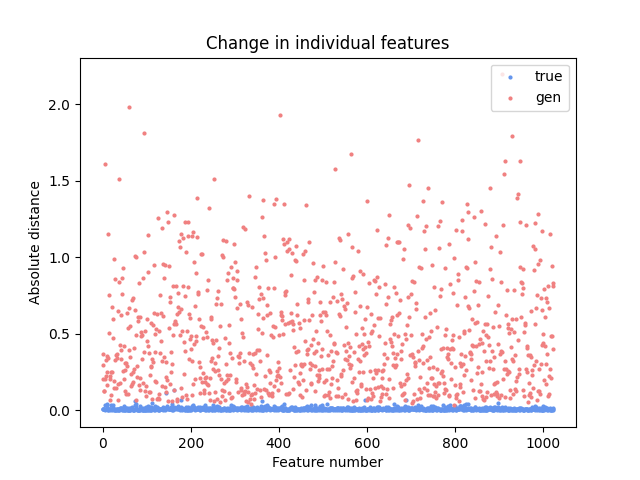 Change in individual features
true
gen
Absolute distance
2.0
1.5
1.0
0.5
0.0
0 200 400 600 800 1000
Feature number